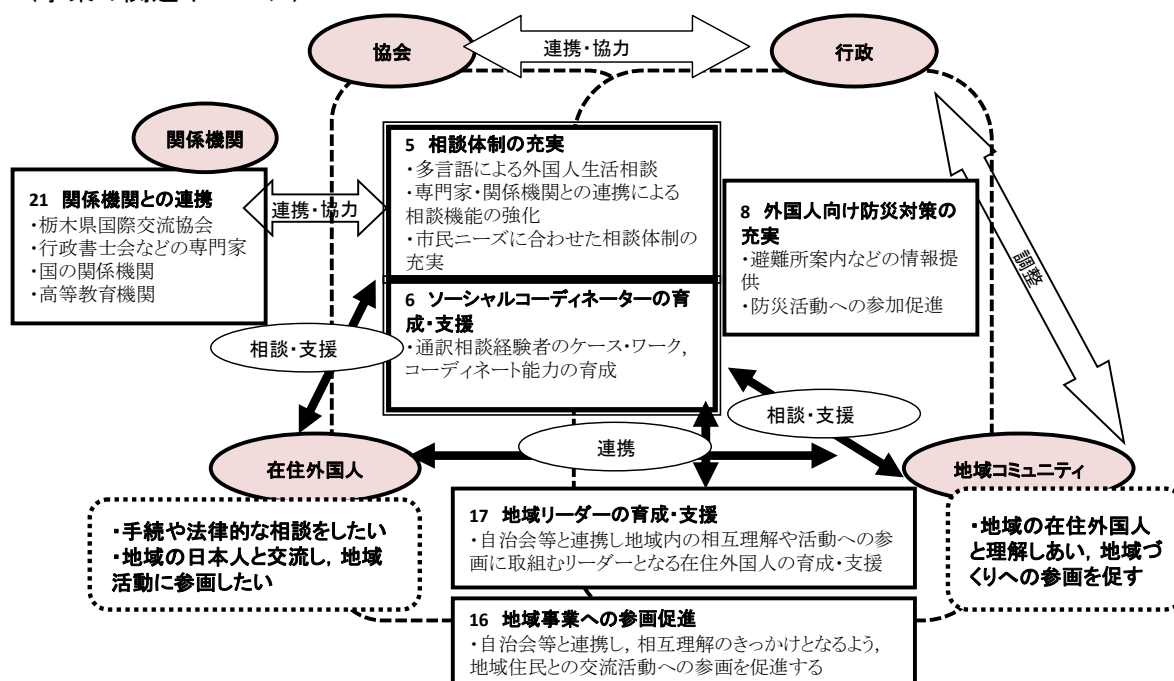 協会
連携・協力
行政
関係機関
21 関係機関との連携
・栃木県国際交流協会
・行政書士会などの専門家
・国の関係機関
・高等教育機関
連携・協力
5 相談体制の充実
・多言語による外国人生活相談
・専門家・関係機関との連携による
相談機能の強化
・市民ニーズに合わせた相談体制の
充実
6 ソーシャルコーディネーターの育
成・支援
・通訳相談経験者のケース・ワーク,
コーディネート能力の育成
8 外国人向け防災対策の
充実
・避難所案内などの情報提
供
・防災活動への参加促進
調整
相談・支援
相談・支援
連携
在住外国人
・手続や法律的な相談をしたい
・地域の日本人と交流し, 地域
活動に参画したい
地域コミュニティ
・地域の在住外国人
と理解しあい, 地域づ
くりへの参画を促す
17 地域リーダーの育成・支援
・自治会等と連携し地域内の相互理解や活動への参
画に取組むリーダーとなる在住外国人の育成・支援
16 地域事業への参画促進
・自治会等と連携し, 相互理解のきっかけとなるよう,
地域住民との交流活動への参画を促進する